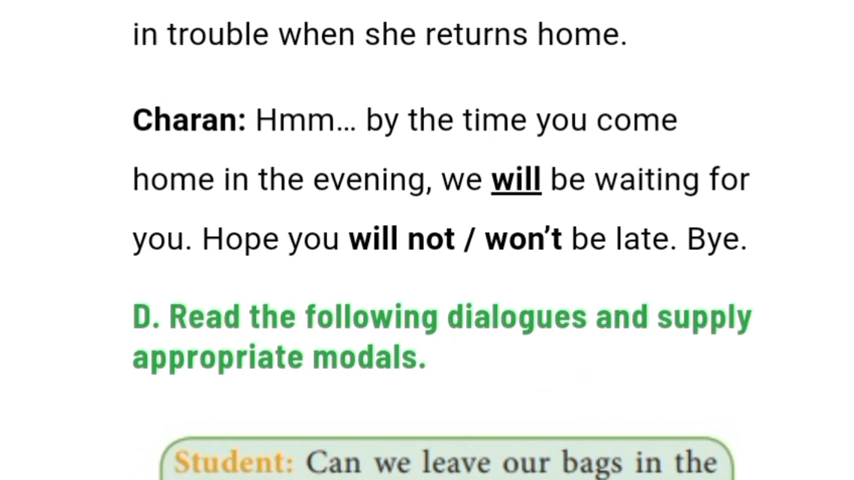 in trouble when she returns home.
Charan: Hmm… by the time you come
home in the evening, we will be waiting for
you. Hope you will not / won’t be late. Bye.
D. Read the following dialogues and supply
appropriate modals.
Student: Can we leave our bags in the